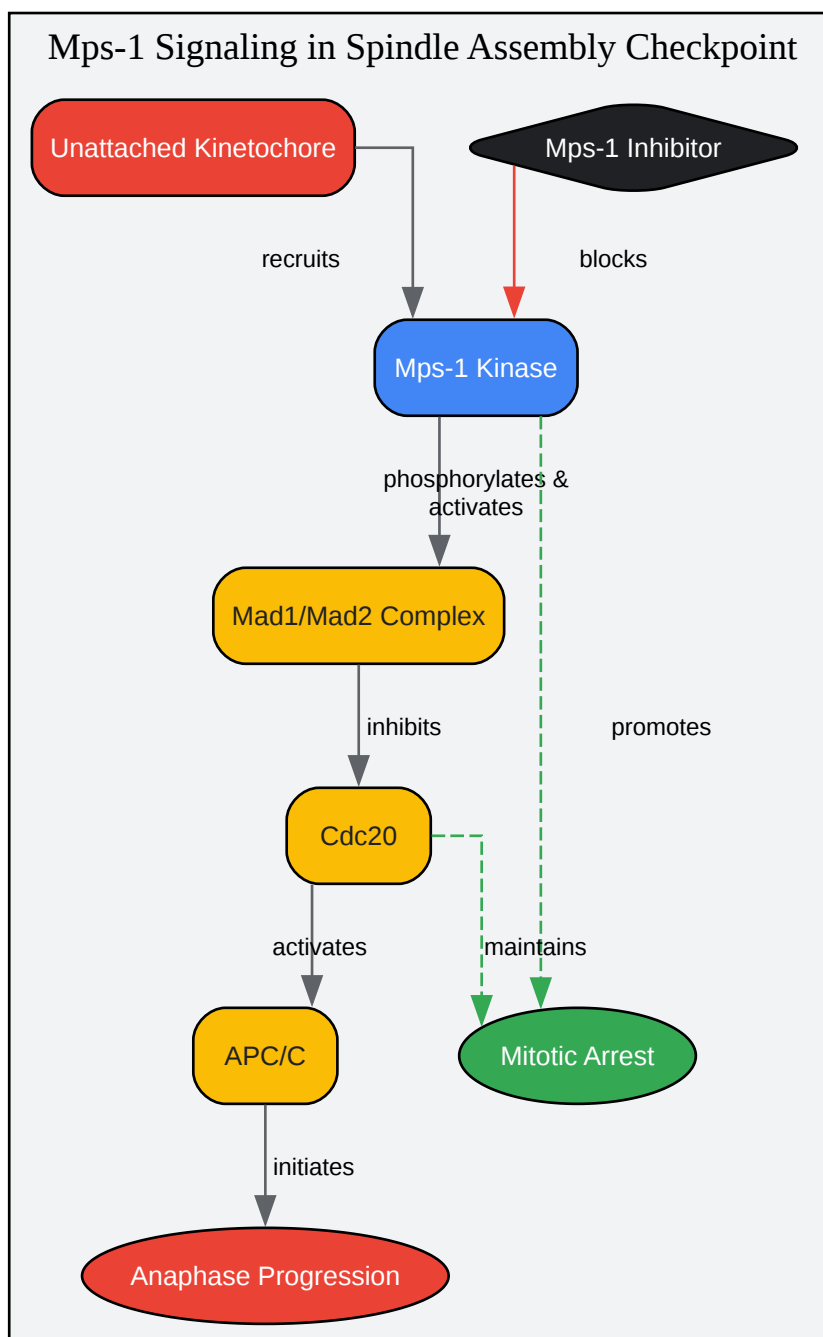 Mps-1 Signaling in Spindle Assembly Checkpoint
Unattached Kinetochore
Mps-1 Inhibitor
recruits
blocks
Mps-1 Kinase
phosphorylates &
activates
Mad1/Mad2 Complex
inhibits
promotes
Cdc20
activates
maintains
APC/C
Mitotic Arrest
initiates
Anaphase Progression